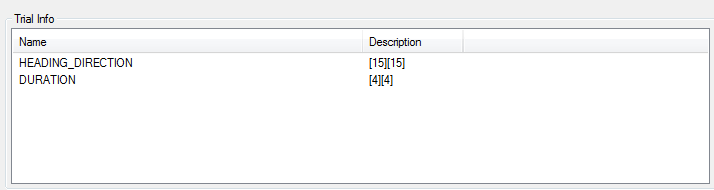 Trial Info
Name Description
HEADING_DIRECTION [15][15]
DURATION [4][4]